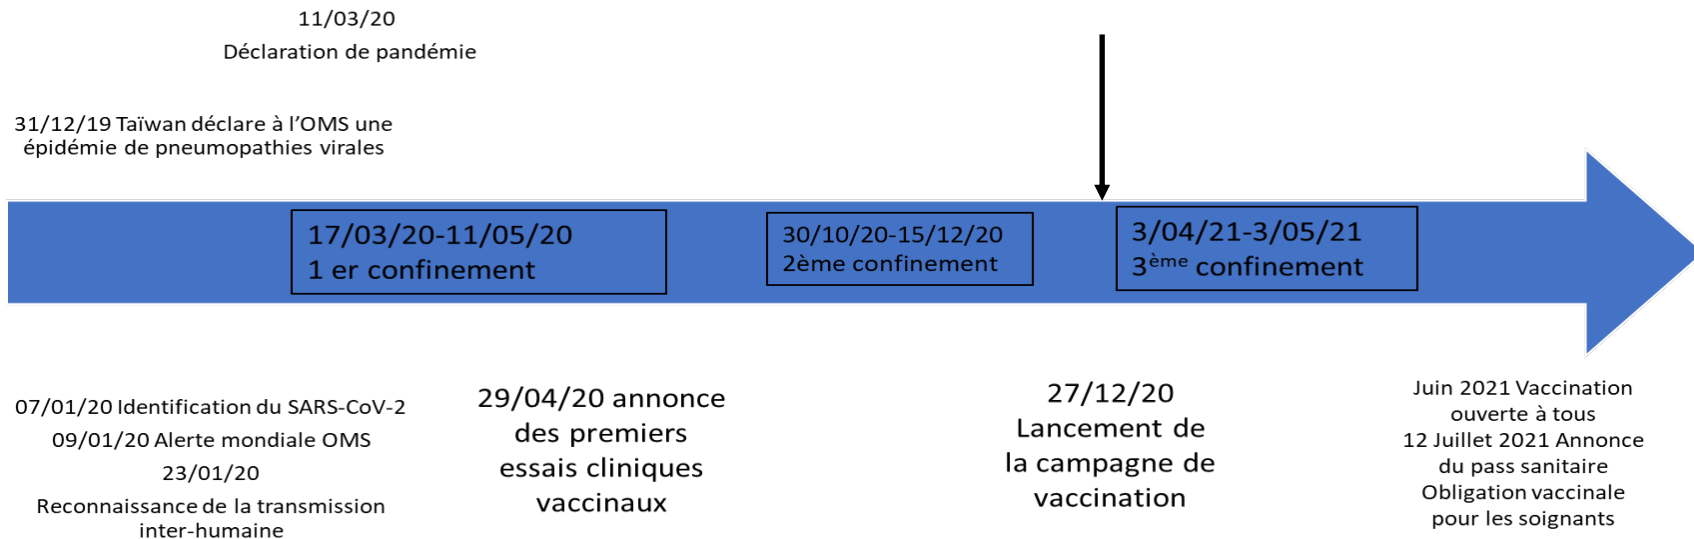 11/03/20
Déclaration de pandémie
31/12/19 Taïwan déclare à l’OMS une
épidémie de pneumopathies virales
17/03/20-11/05/20
1 er confinement
30/10/20-15/12/20
2ème confinement
3/04/21-3/05/21
3ème confinement
07/01/20 Identification du SARS-CoV-2
09/01/20 Alerte mondiale OMS
23/01/20
Reconnaissance de la transmission
inter-humaine
29/04/20 annonce
des premiers
essais cliniques
vaccinaux
27/12/20
Lancement de
la campagne de
vaccination
Juin 2021 Vaccination
ouverte à tous
12 Juillet 2021 Annonce
du pass sanitaire
Obligation vaccinale
pour les soignants